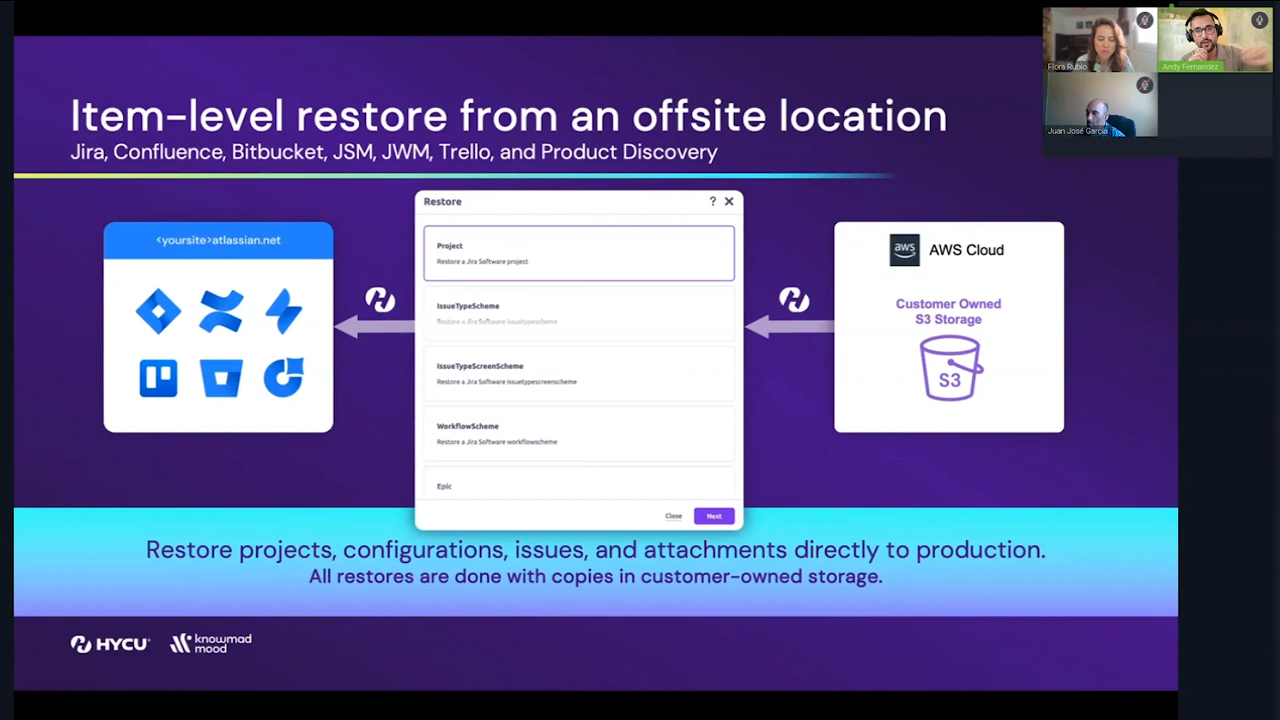 Item-level restore from an offsite location
Jira, Confluence, Bitbucket, JSM, JWM, Trello, and Product Discovery
Flora Rubio
Andy Fernandez
Juan José García
<yoursite>atlassian.net
Restore
?
Project
Restore a Jira Software project
IssueTypeScheme
Restore a Jira Software issuetypescheme
IssueTypeScreenScheme
Restore a Jira Software issuetypescreenscheme
WorkflowScheme
Restore a Jira Software workflowscheme
Epic
Close
Next
aws
AWS Cloud
Customer Owned
S3 Storage
S3
Restore projects, configurations, issues, and attachments directly to production.
All restores are done with copies in customer-owned storage.
HYCU®
knowmad
mood